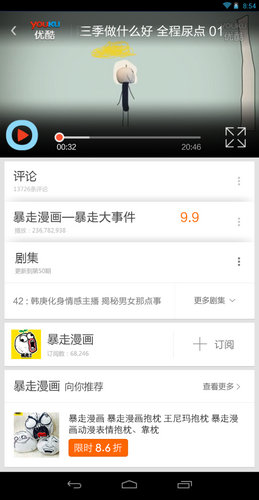 8:54
YOUKU
优酷
三季做什么好 全程尿点 01
YOUKU
优酷
00:32
20:46
评论
13726条评论
暴走漫画—暴走大事件
9.9
播放：236,782,938
剧集
更新到第50期
42：韩庚化身情感主播 揭秘男女那点事
更多剧集
暴走漫画
订阅数：68,246
订阅
暴走漫画 向你推荐
查看更多
暴走漫画 暴走漫画抱枕 王尼玛抱枕 暴走漫
画动漫表情抱枕、靠枕
限时 8.6 折